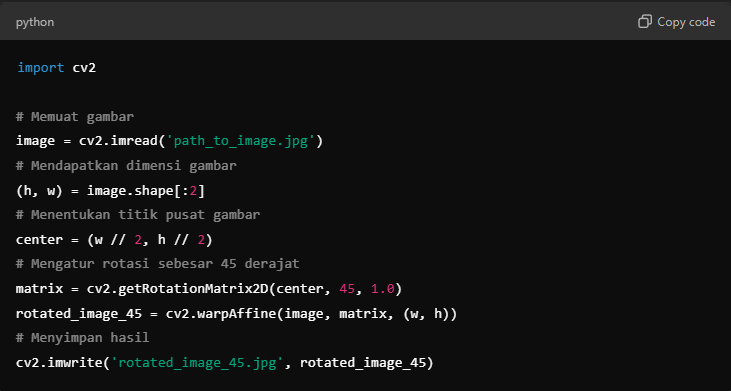 python
Copy code
import cv2
# Memuat gambar
image = cv2.imread('path_to_image.jpg')
# Mendapatkan dimensi gambar
(h, w) = image.shape[:2]
# Menentukan titik pusat gambar
center = (w // 2, h // 2)
# Mengatur rotasi sebesar 45 derajat
matrix = cv2.getRotationMatrix2D(center, 45, 1.0)
rotated_image_45 = cv2.warpAffine(image, matrix, (w, h))
# Menyimpan hasil
cv2.imwrite('rotated_image_45.jpg', rotated_image_45)